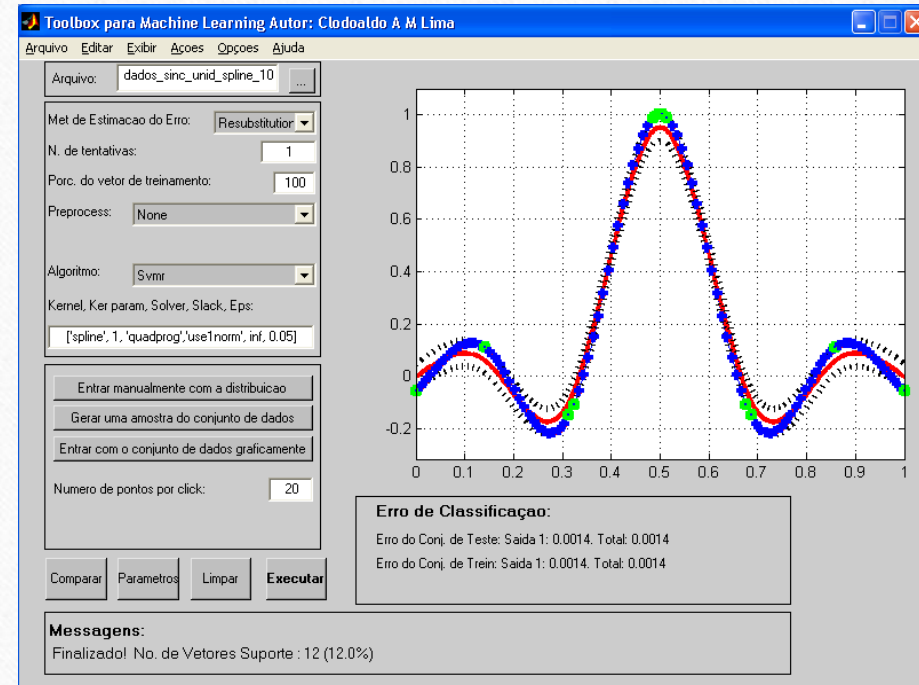 Toolbox para Machine Learning Autor: Clodoaldo A M Lima
Arquivo Editar Exibir Açoes Opçoes Ajuda
Arquivo: dados_sinc_unid_spline_10 ...
Met de Estimacao do Erro: Resubstitution
N. de tentativas: 1
Porc. do vetor de treinamento: 100
Preprocess: None
Algoritmo: Svmr
Kernel, Ker param, Solver, Slack, Eps:
['spline', 1, 'quadprog','use1norm', inf, 0.05]
Entrar manualmente com a distribuicao
Gerar uma amostra do conjunto de dados
Entrar com o conjunto de dados graficamente
Numero de pontos por click: 20
Comparar Parametros Limpar Executar
1
0.8
0.6
0.4
0.2
0
-0.2
0 0.1 0.2 0.3 0.4 0.5 0.6 0.7 0.8 0.9 1
Erro de Classificaçao:
Erro do Conj. de Teste: Saida 1: 0.0014. Total: 0.0014
Erro do Conj. de Trein: Saida 1: 0.0014. Total: 0.0014
Messagens:
Finalizado! No. de Vetores Suporte : 12 (12.0%)